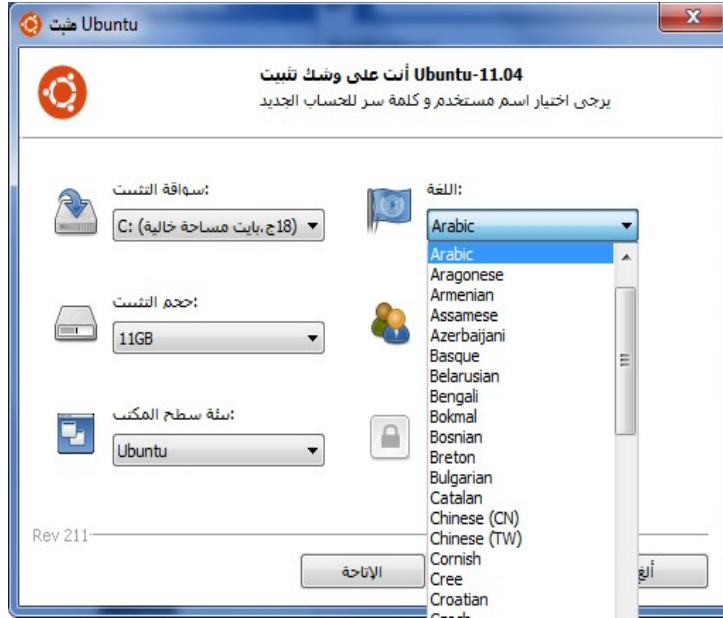 مثبت Ubuntu
أنت على وشك تثبيت Ubuntu-11.04
يرجى اختيار اسم مستخدم و كلمة سر للحساب الجديد
سواقة التثبيت:
C: (18ج.بايت مساحة خالية)
اللغة:
Arabic
حجم التثبيت:
11GB
بيئة سطح المكتب:
Ubuntu
Arabic
Aragonese
Armenian
Assamese
Azerbaijani
Basque
Belarusian
Bengali
Bokmal
Bosnian
Breton
Bulgarian
Catalan
Chinese (CN)
Chinese (TW)
Cornish
Cree
Croatian
Rev 211
الإتاحة